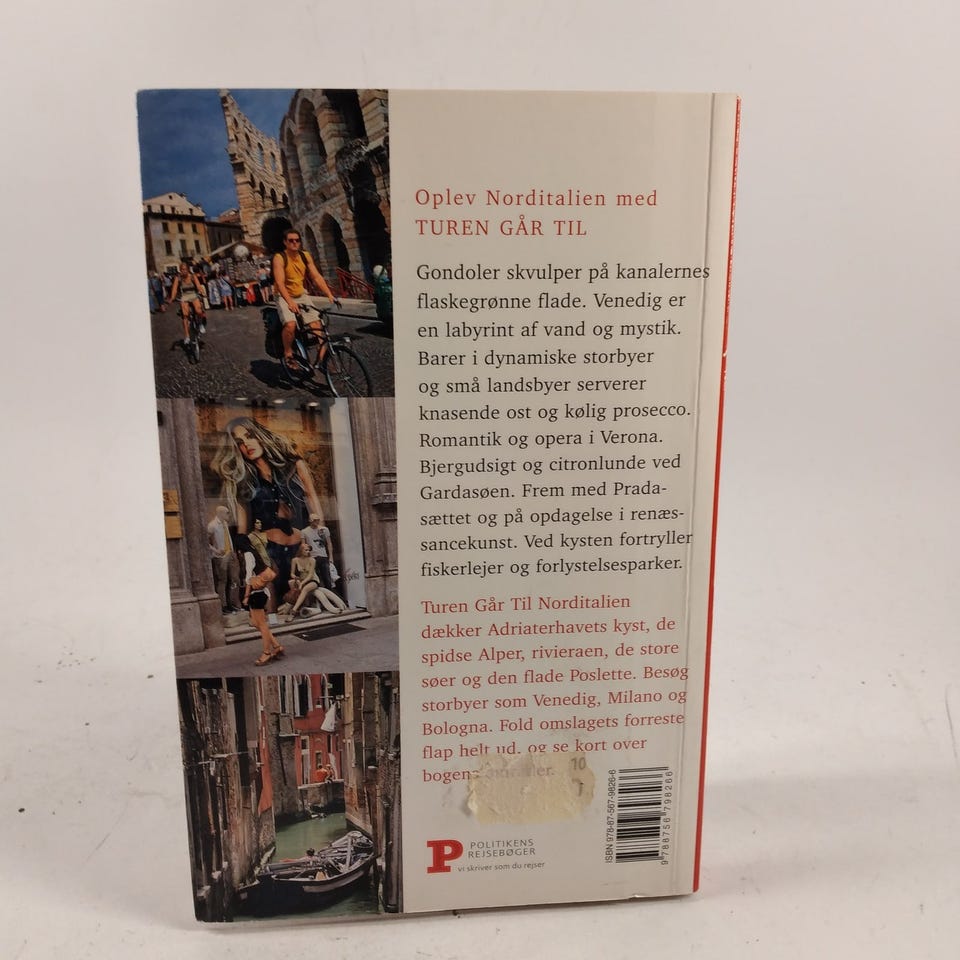 Oplev Norditalien med
TUREN GÅR TIL
Gondoler skvulper på kanalernes
flaskegrønne flade. Venedig er
en labyrint af vand og mystik.
Barer i dynamiske storbyer
og små landsbyer serverer
knasende ost og kølig prosecco.
Romantik og opera i Verona.
Bjergudsigt og citronlunde ved
Gardasøen. Frem med Prada-
sættet og på opdagelse i renæs-
sancekunst. Ved kysten fortryller
fiskerlejer og forlystelsesparker.
Turen Går Til Norditalien
dækker Adriaterhavets kyst, de
spidse Alper, rivieraen, de store
søer og den flade Poslette. Besøg
storbyer som Venedig, Milano og
Bologna. Fold omslagets forreste
flap helt ud, og se kort over
bogens
10
P POLITIKENS
REJSEBØGER
vi skriver som du rejser
ISBN 978-87-567-9826-6
9788756798266